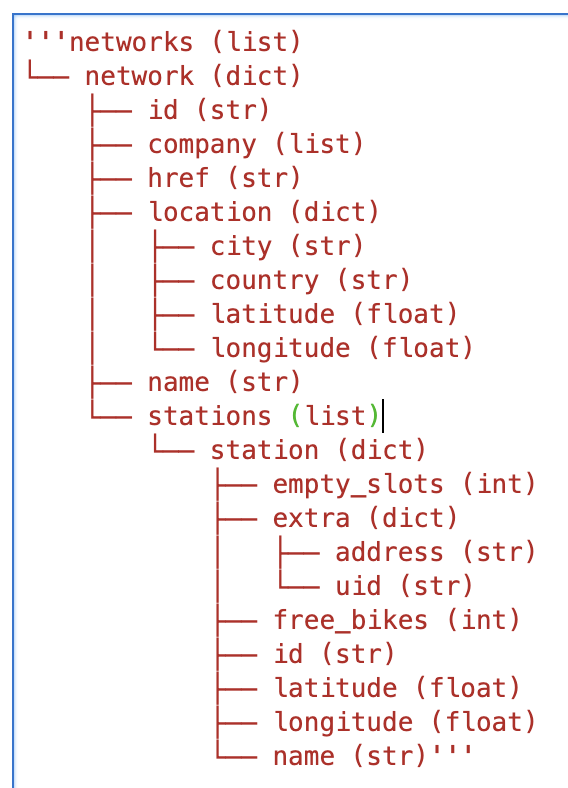 '''networks (list)
└── network (dict)
    ├── id (str)
    ├── company (list)
    ├── href (str)
    ├── location (dict)
    │   ├── city (str)
    │   ├── country (str)
    │   ├── latitude (float)
    │   └── longitude (float)
    ├── name (str)
    └── stations (list)
        └── station (dict)
            ├── empty_slots (int)
            ├── extra (dict)
            │   ├── address (str)
            │   └── uid (str)
            ├── free_bikes (int)
            ├── id (str)
            ├── latitude (float)
            ├── longitude (float)
            └── name (str)'''